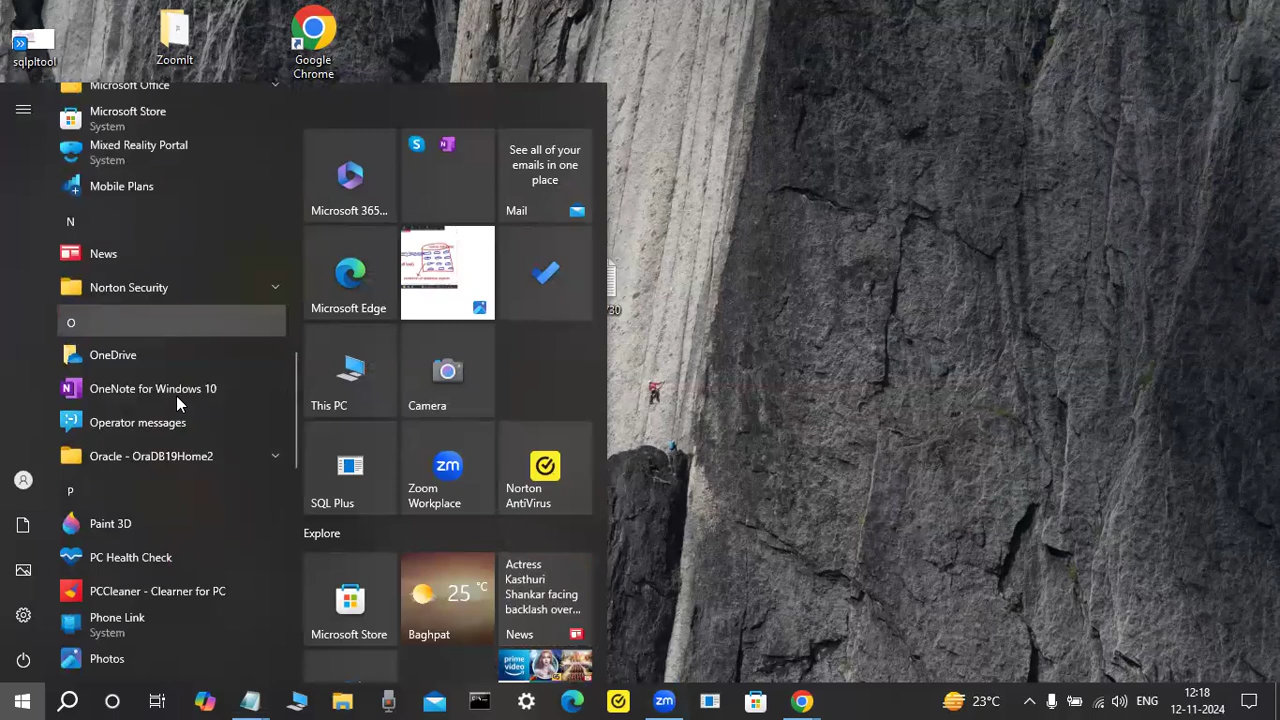 sqlpltool
ZoomIt
Google
Chrome
Microsoft Office
Microsoft Store
System
Mixed Reality Portal
System
Mobile Plans
N
News
Norton Security
O
OneDrive
OneNote for Windows 10
Operator messages
Oracle - OraDB19Home2
P
Paint 3D
PC Health Check
PCCleaner - Clearner for PC
Phone Link
System
Photos
Microsoft 365...
See all of your
emails in one
place
Mail
Microsoft Edge
This PC
Camera
SQL Plus
Zoom
Workplace
Norton
AntiVirus
Explore
Microsoft Store
25 °C
Baghpat
Actress
Kasthuri
Shankar facing
backlash over...
News
prime
video
zm
zm
ENG
23°C
12:18
12-11-2024